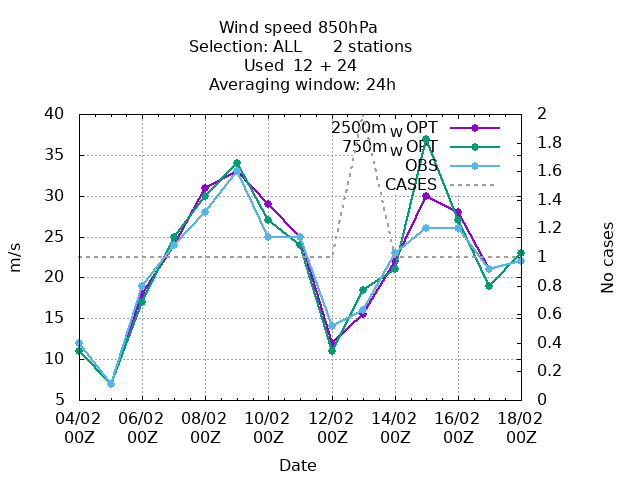 Wind speed 850hPa
Selection: ALL 2 stations
Used 12 + 24
Averaging window: 24h
40
35
30
25
20
15
10
5
m/s
2
1.8
1.6
1.4
1.2
1
0.8
0.6
0.4
0.2
0
No cases
2500m W OPT
750m W OPT
OBS
CASES
04/02 06/02 08/02 10/02 12/02 14/02 16/02 18/02
00Z 00Z 00Z 00Z 00Z 00Z 00Z 00Z
Date